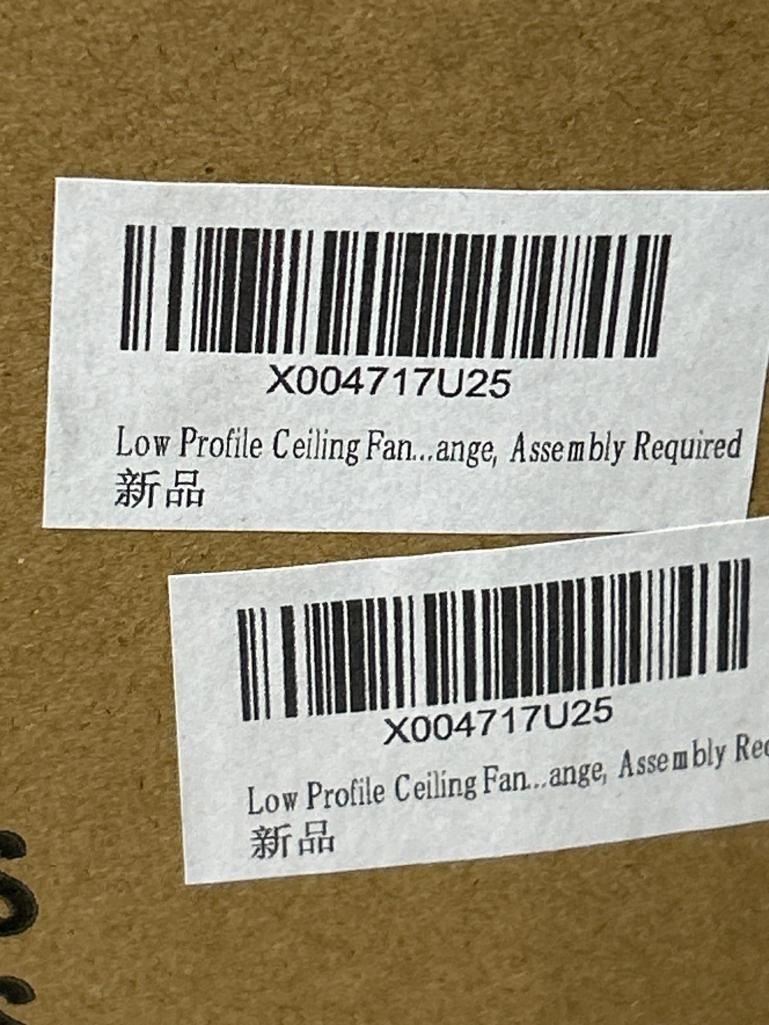 X004717U25
Low Profile Ceiling Fan...ange, Assembly Required
新品
X004717U25
Low Profile Ceiling Fan...ange, Assembly Rec
新品
S